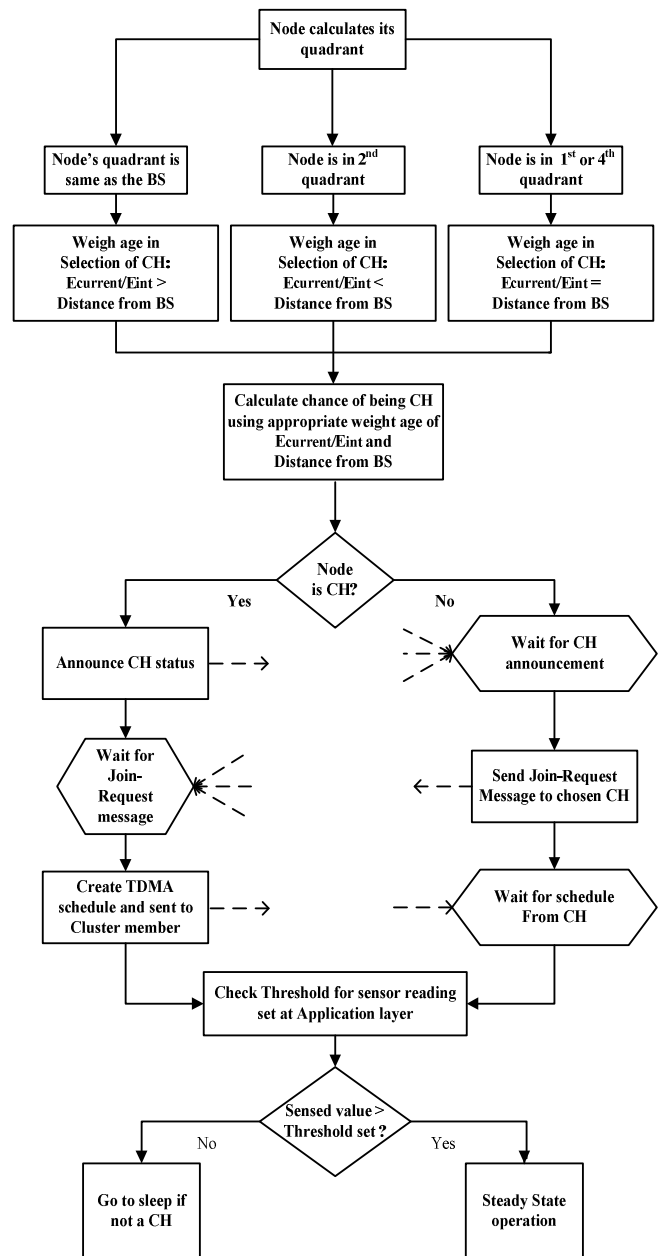 Node calculates its
quadrant
Node's quadrant is
same as the BS
Node is in 2nd
quadrant
Node is in 1st or 4th
quadrant
Weigh age in
Selection of CH:
Ecurrent/Eint >
Distance from BS
Weigh age in
Selection of CH:
Ecurrent/Eint <
Distance from BS
Weigh age in
Selection of CH:
Ecurrent/Eint =
Distance from BS
Calculate chance of being CH
using appropriate weight age of
Ecurrent/Eint and
Distance from BS
Node
is CH?
Yes
No
Announce CH status
Wait for CH
announcement
Wait for
Join-
Request
message
Send Join-Request
Message to chosen CH
Create TDMA
schedule and sent to
Cluster member
Wait for schedule
From CH
Check Threshold for sensor reading
set at Application layer
Sensed value >
Threshold set ?
No
Yes
Go to sleep if
not a CH
Steady State
operation